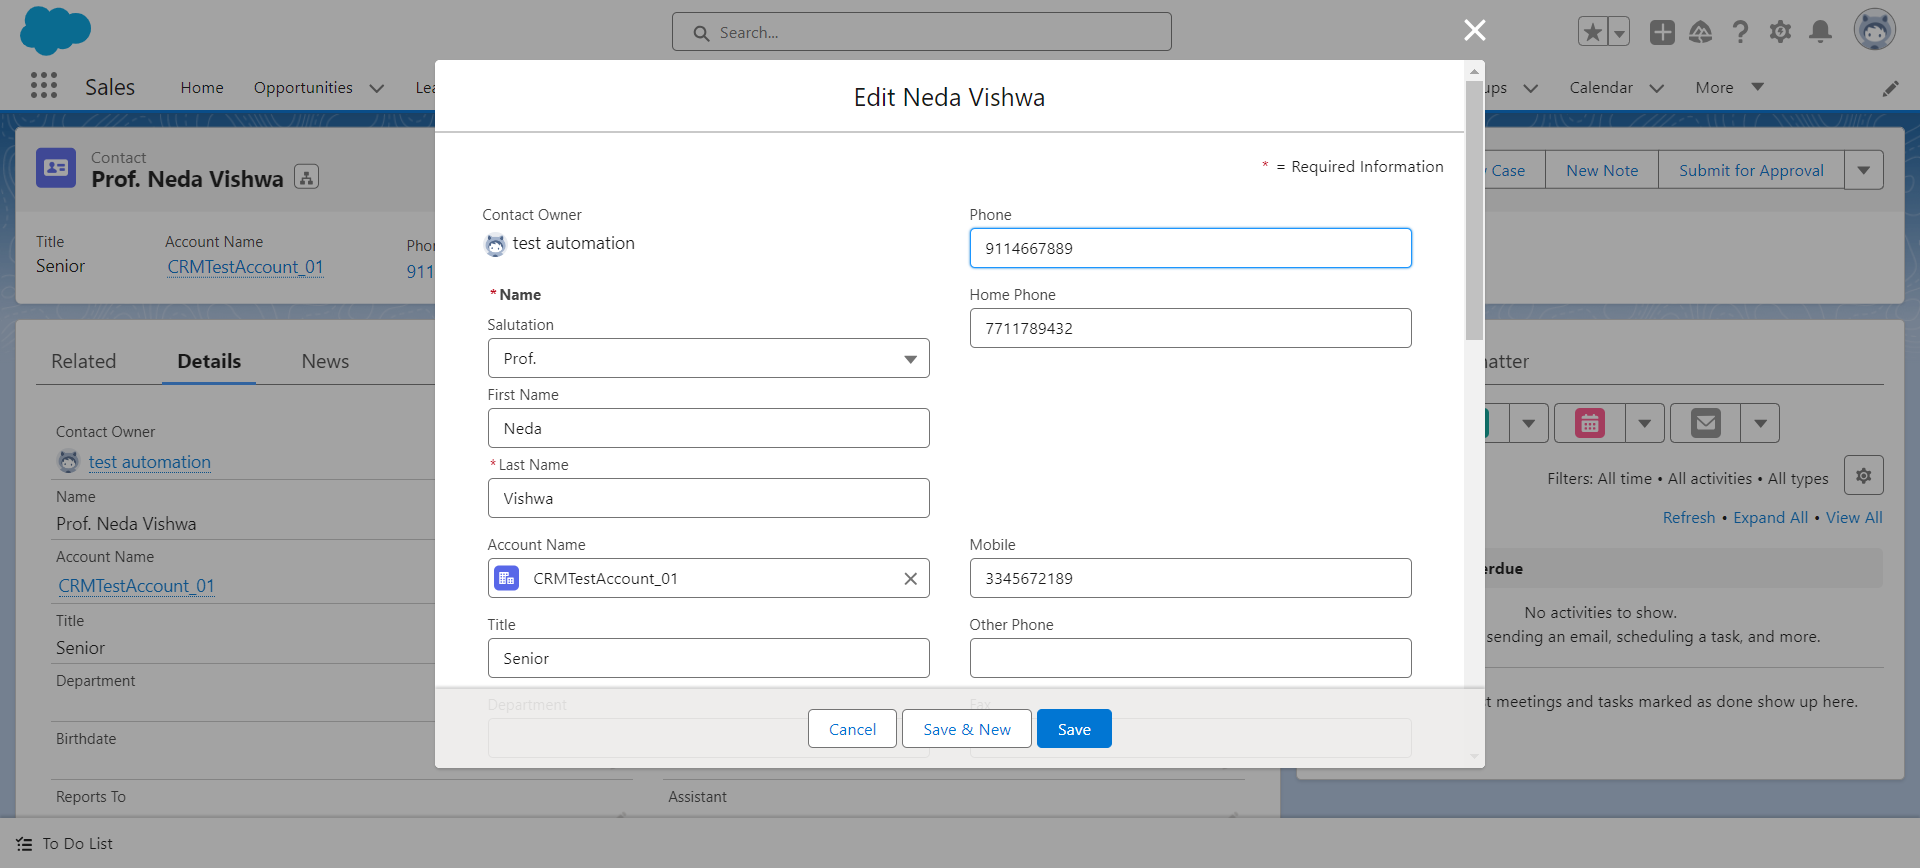 Search...
Sales
Home
Opportunities
Calendar
More
Contact
Prof. Neda Vishwa
New Note
Submit for Approval
Case
Title
Senior
Account Name
CRMTestAccount_01
911
Related
Details
News
Contact Owner
test automation
Name
Prof. Neda Vishwa
Account Name
CRMTestAccount_01
Title
Senior
Department
Birthdate
Reports To
Assistant
Edit Neda Vishwa
* = Required Information
Contact Owner
test automation
Phone
9114667889
*Name
Home Phone
7711789432
Salutation
Prof.
First Name
Neda
*Last Name
Vishwa
Account Name
CRMTestAccount_01
Mobile
3345672189
Title
Senior
Other Phone
Department
Fax
Cancel
Save & New
Save
Filters: All time • All activities • All types
Refresh • Expand All • View All
No activities to show.
sending an email, scheduling a task, and more.
meetings and tasks marked as done show up here.
To Do List